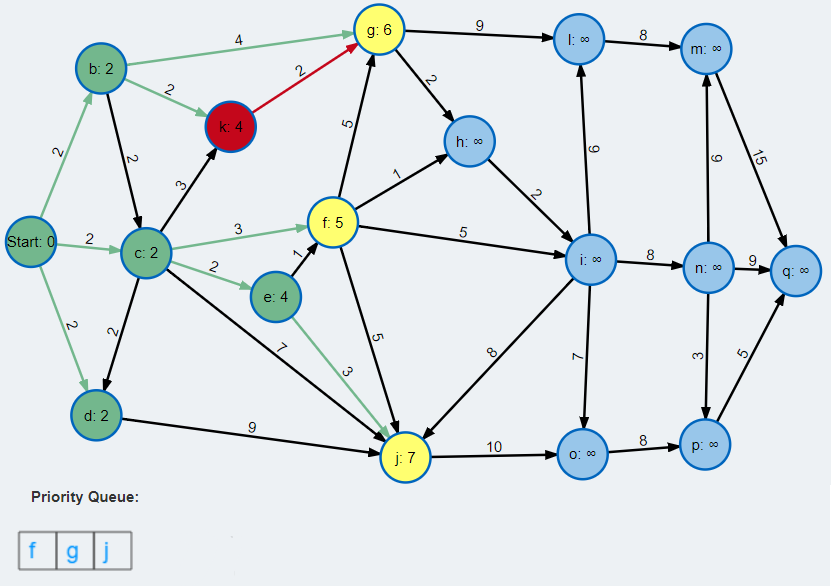 g: 6
9
l: ∞
8
m: ∞
4
b: 2
2
2
k: 4
2
h: ∞
15
2
2
5
1
2
9
9
3
Start: 0
2
c: 2
3
f: 5
5
i: ∞
8
n: ∞
9
q: ∞
2
1
e: 4
2
2
7
3
5
8
7
3
5
d: 2
9
j: 7
10
o: ∞
8
p: ∞
Priority Queue:
f g j